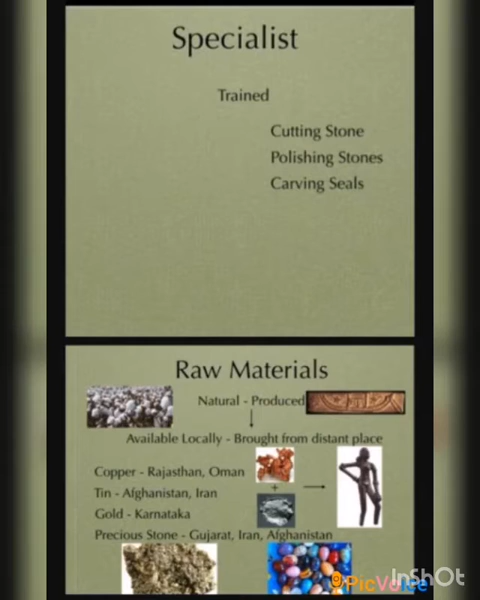 Specialist
Trained
Cutting Stone
Polishing Stones
Carving Seals
Raw Materials
Natural - Produced
Available Locally - Brought from distant place
Copper - Rajasthan, Oman
+
Tin - Afghanistan, Iran
Gold - Karnataka
Precious Stone - Gujarat, Iran, Afghanistan
InShOt
PicVoice